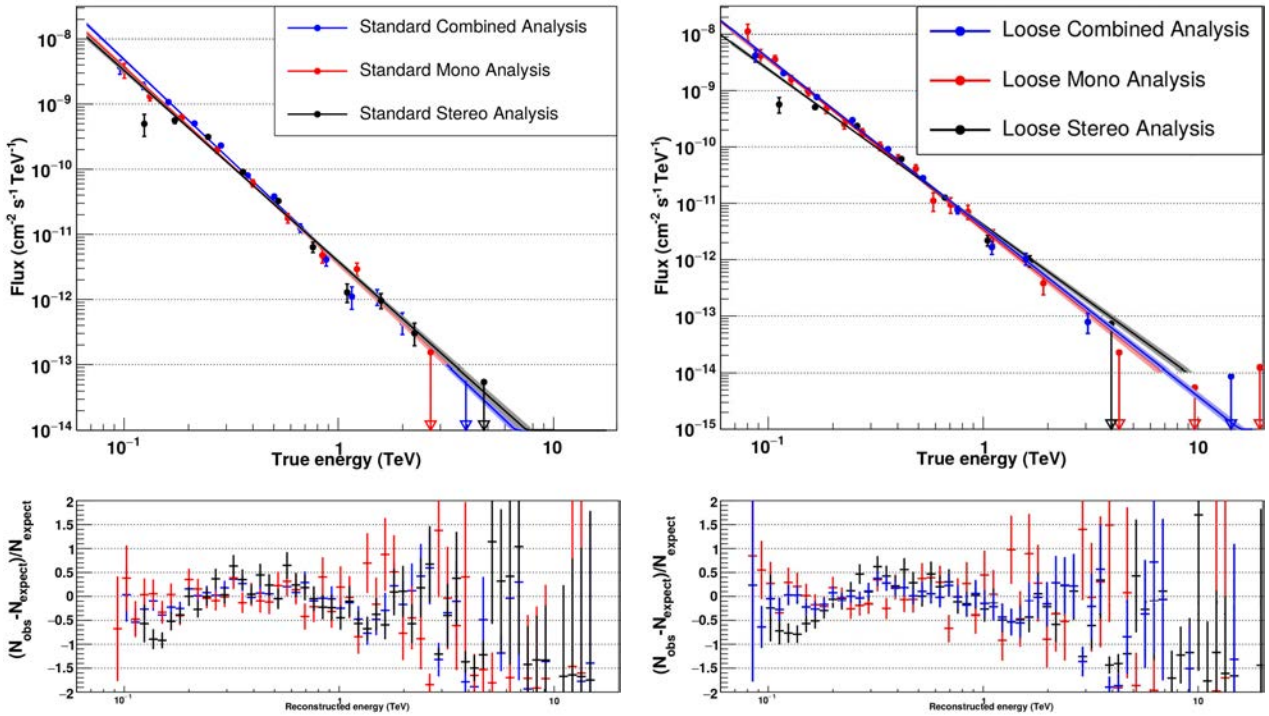 Flux (cm⁻² s⁻¹ TeV⁻¹)
10⁻⁸
10⁻⁹
10⁻¹⁰
10⁻¹¹
10⁻¹²
10⁻¹³
10⁻¹⁴
Standard Combined Analysis
Standard Mono Analysis
Standard Stereo Analysis
10⁻¹ 1 10
True energy (TeV)
Flux (cm⁻² s⁻¹ TeV⁻¹)
10⁻⁸
10⁻⁹
10⁻¹⁰
10⁻¹¹
10⁻¹²
10⁻¹³
10⁻¹⁴
10⁻¹⁵
Loose Combined Analysis
Loose Mono Analysis
Loose Stereo Analysis
10⁻¹ 1 10
True energy (TeV)
(N_obs -N_expect)/N_expect
2
1.5
1
0.5
0
−0.5
−1
−1.5
−2
10⁻¹ 1 10
Reconstructed energy (TeV)
(N_obs -N_expect)/N_expect
2
1.5
1
0.5
0
−0.5
−1
−1.5
−2
10⁻¹ 1 10
Reconstructed energy (TeV)